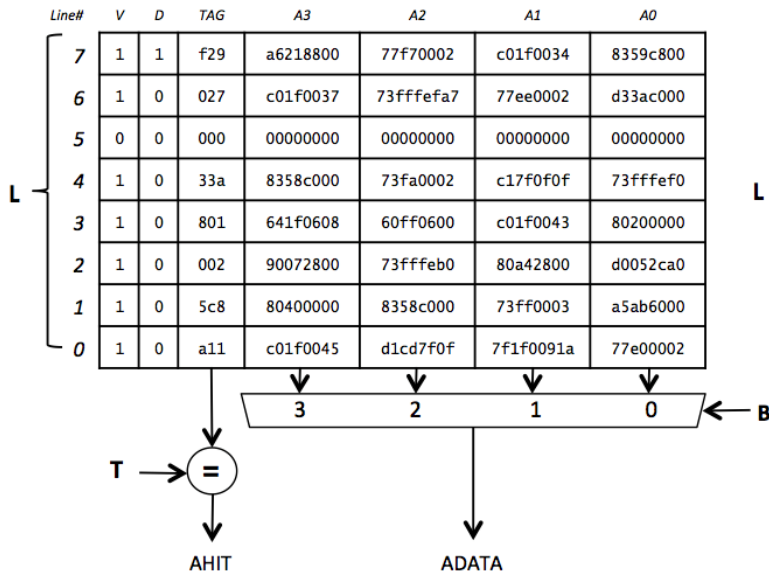 Line# V D TAG A3 A2 A1 A0
7 1 1 f29 a6218800 77f70002 c01f0034 8359c800
6 1 0 027 c01f0037 73fffefa7 77ee0002 d33ac000
5 0 0 000 00000000 00000000 00000000 00000000
L 4 1 0 33a 8358c000 73fa0002 c17f0f0f 73fffef0 L
3 1 0 801 641f0608 60ff0600 c01f0043 80200000
2 1 0 002 90072800 73fffeb0 80a42800 d0052ca0
1 1 0 5c8 80400000 8358c000 73ff0003 a5ab6000
0 1 0 a11 c01f0045 d1cd7f0f 7f1f0091a 77e00002
3 2 1 0 B
T =
AHIT ADATA